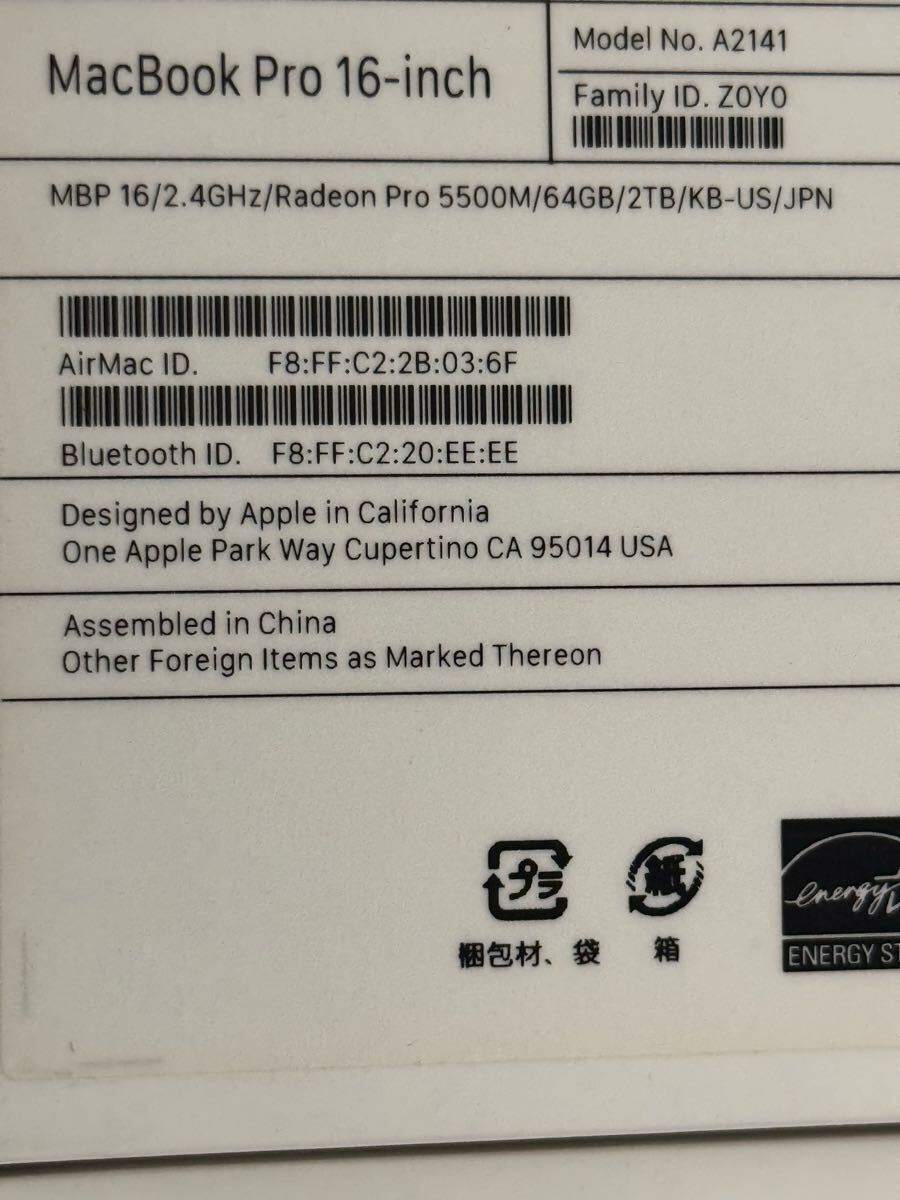 MacBook Pro 16-inch
Model No. A2141
Family ID. Z0Y0
MBP 16/2.4GHz/Radeon Pro 5500M/64GB/2TB/KB-US/JPN
AirMac ID. F8:FF:C2:2B:03:6F
Bluetooth ID. F8:FF:C2:20:EE:EE
Designed by Apple in California
One Apple Park Way Cupertino CA 95014 USA
Assembled in China
Other Foreign Items as Marked Thereon
プラ
紙
energy
梱包材、袋
箱
ENERGY ST